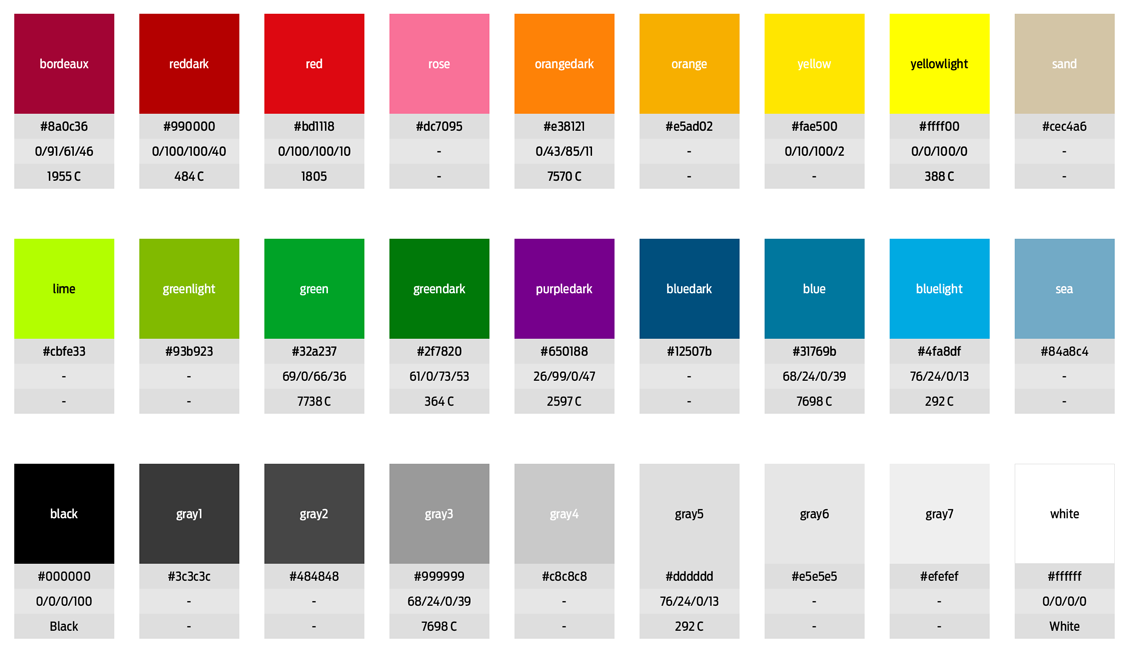 bordeaux reddark red rose orangedark orange yellow yellowlight sand
#8a0c36 #990000 #bd1118 #dc7095 #e38121 #e5ad02 #fae500 #ffff00 #cec4a6
0/91/61/46 0/100/100/40 0/100/100/10 - 0/43/85/11 - 0/10/100/2 0/0/100/0 -
1955 C 484 C 1805 - 7570 C - - 388 C -
lime greenlight green greendark purpledark bluedark blue bluelight sea
#cbfe33 #93b923 #32a237 #2f7820 #650188 #12507b #31769b #4fa8df #84a8c4
- - 69/0/66/36 61/0/73/53 26/99/0/47 - 68/24/0/39 76/24/0/13 -
- - 7738 C 364 C 2597 C - 7698 C 292 C -
black gray1 gray2 gray3 gray4 gray5 gray6 gray7 white
#000000 #3c3c3c #484848 #999999 #c8c8c8 #dddddd #e5e5e5 #efefef #ffffff
0/0/0/100 - - 68/24/0/39 - 76/24/0/13 - - 0/0/0/0
Black - - 7698 C - 292 C - - White